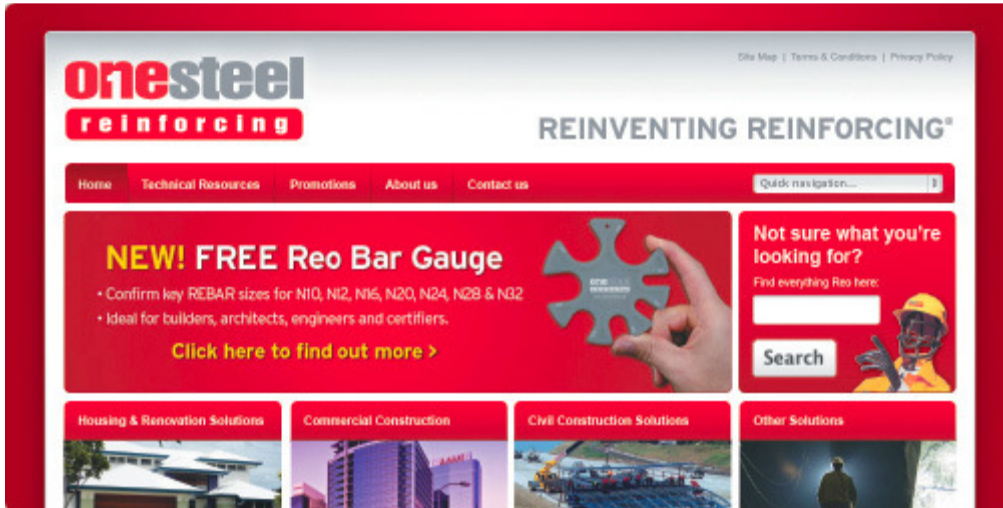 Site Map | Terms & Conditions | Privacy Policy
onesteel
reinforcing
REINVENTING REINFORCING®
Home Technical Resources Promotions About us Contact us Quick navigation...
NEW! FREE Reo Bar Gauge
• Confirm key REBAR sizes for N10, N12, N16, N20, N24, N28 & N32
• Ideal for builders, architects, engineers and certifiers.
Click here to find out more >
Not sure what you're
looking for?
Find everything Reo here:
Search
Housing & Renovation Solutions Commercial Construction Civil Construction Solutions Other Solutions